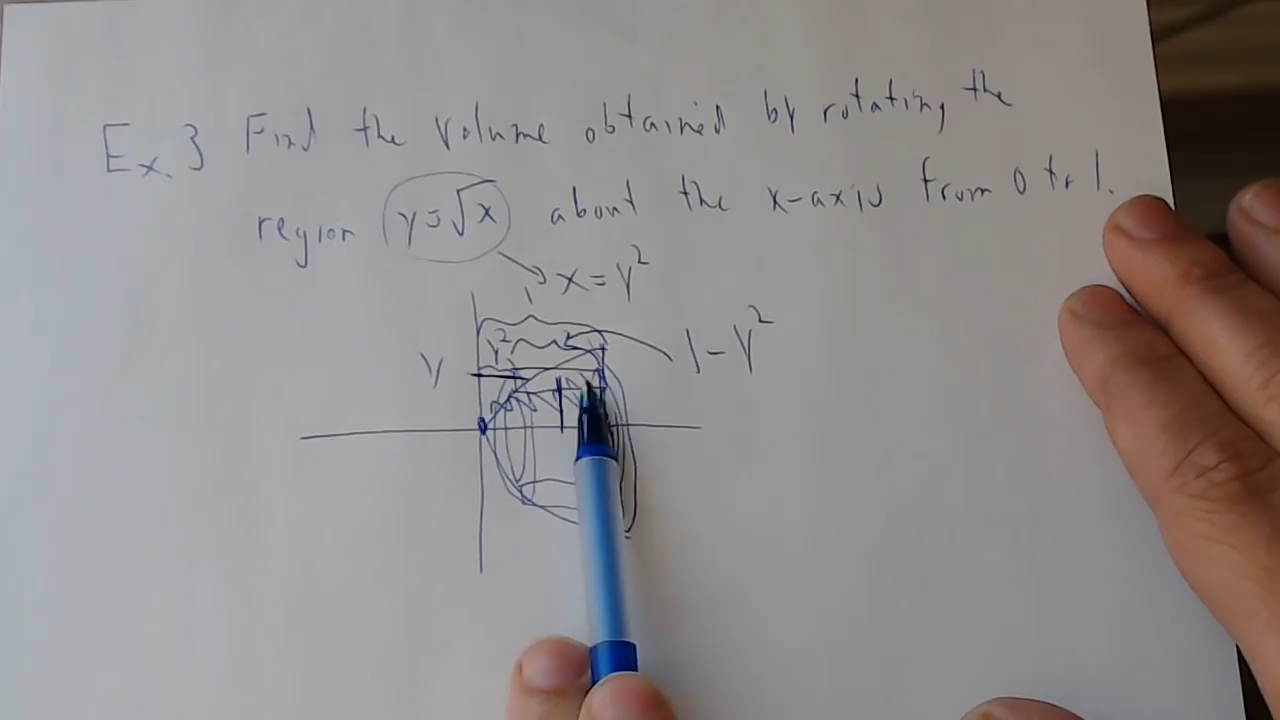 Ex. 3 Find the volume obtained by rotating the
region y=√x about the x-axis from 0 to 1.
x=y²
1
y²
y
1-y²